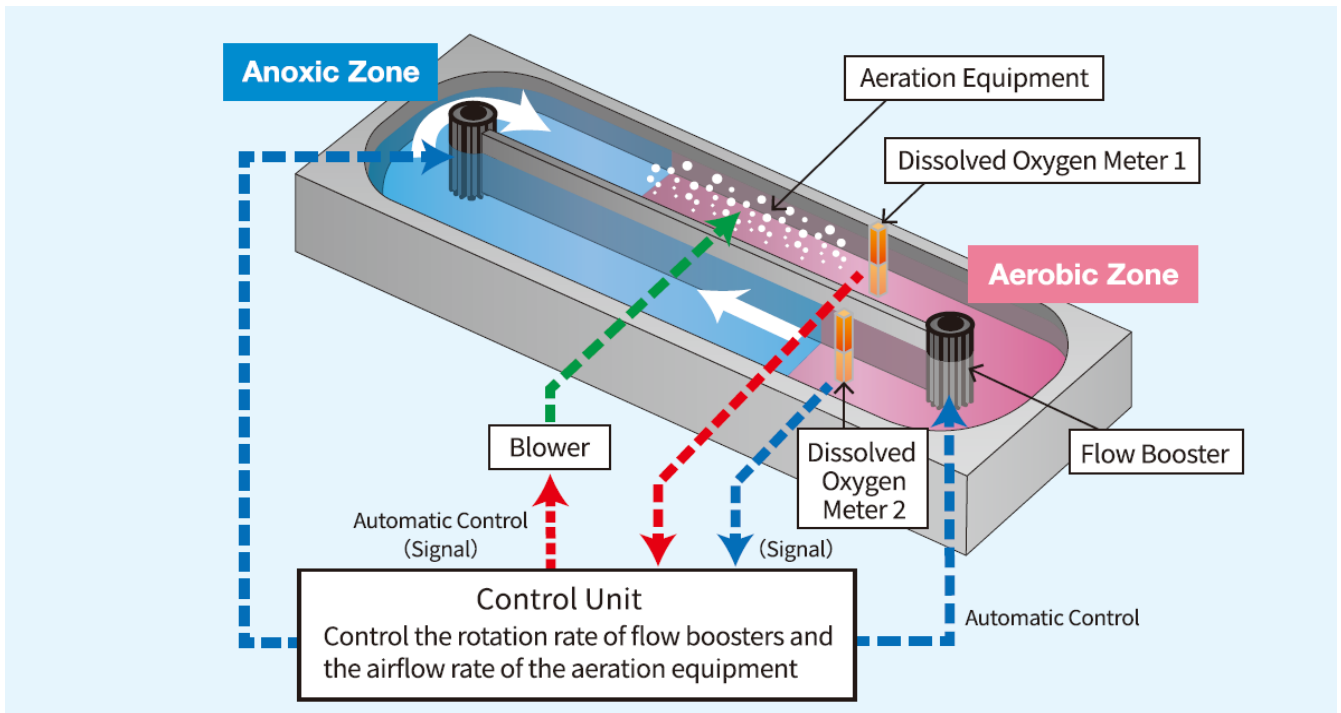 Anoxic Zone
Aeration Equipment
Dissolved Oxygen Meter 1
Aerobic Zone
Blower
Dissolved
Oxygen
Meter 2
Flow Booster
Automatic Control
(Signal)
(Signal)
Control Unit
Control the rotation rate of flow boosters and
the airflow rate of the aeration equipment
Automatic Control